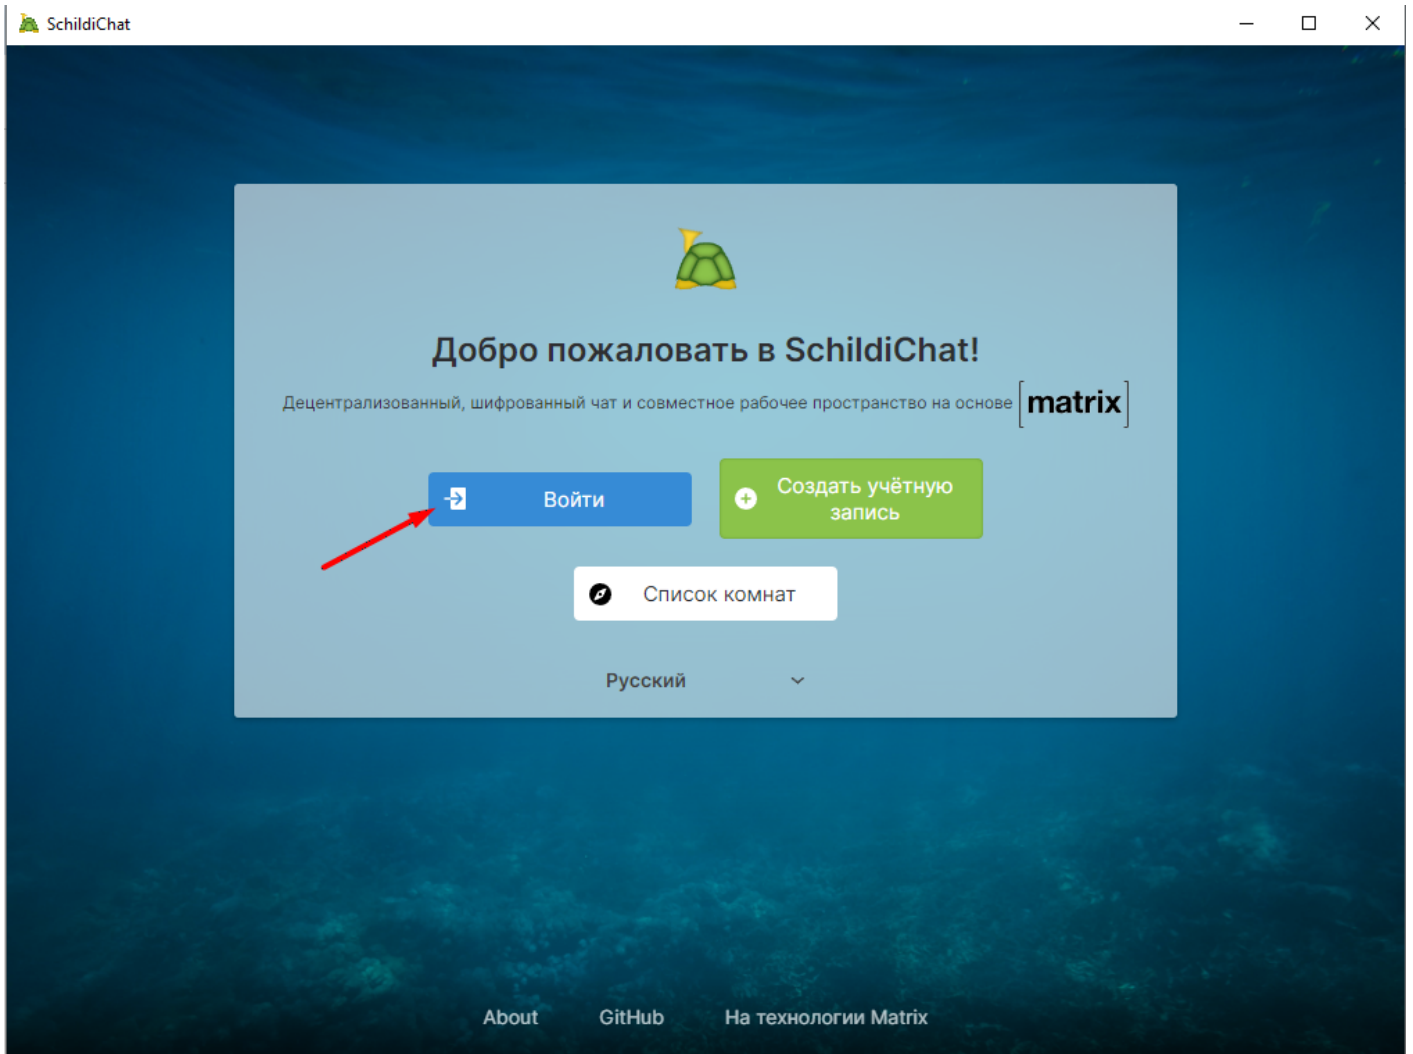 SchildiChat
Добро пожаловать в SchildiChat!
Децентрализованный, шифрованный чат и совместное рабочее пространство на основе [matrix]
Войти
Создать учётную
запись
Список комнат
Русский
About GitHub На технологии Matrix